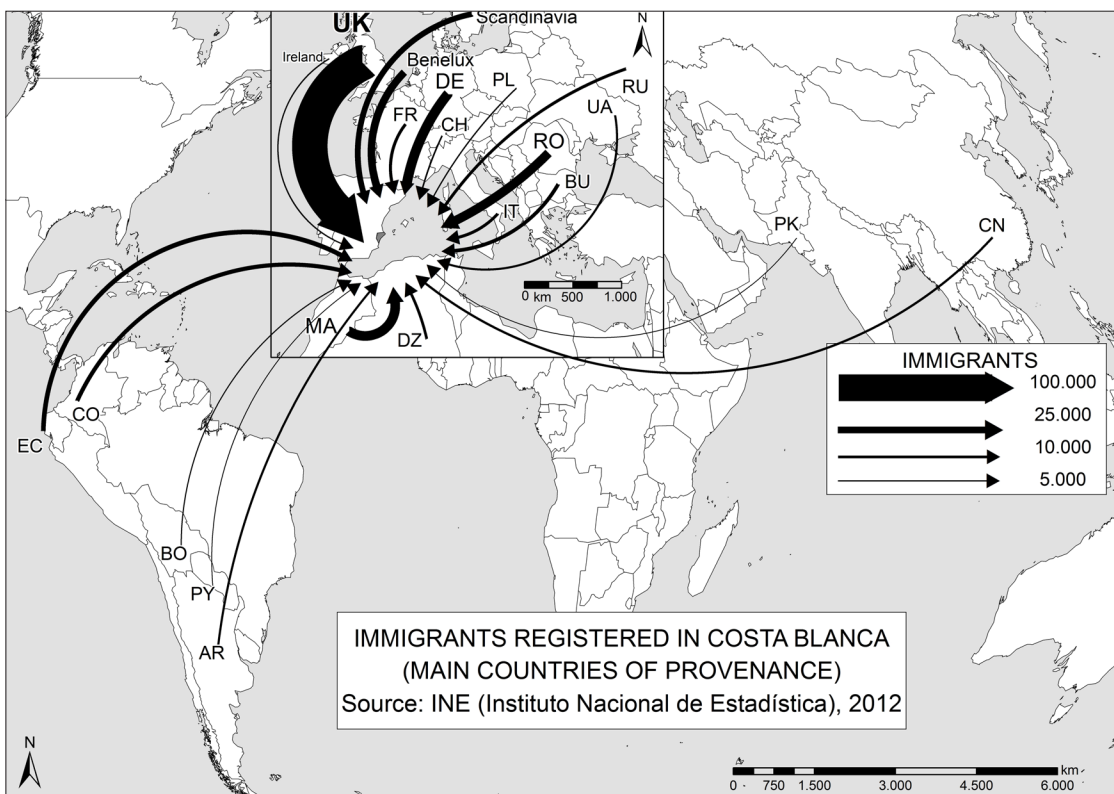 UK
Scandinavia
N
Ireland
Benelux
DE
PL
RU
FR
CH
UA
RO
BU
IT
PK
CN
0 km 500 1.000
MA
DZ
CO
EC
BO
PY
AR
IMMIGRANTS
100.000
25.000
10.000
5.000
IMMIGRANTS REGISTERED IN COSTA BLANCA
(MAIN COUNTRIES OF PROVENANCE)
Source: INE (Instituto Nacional de Estadística), 2012
N
km
0 750 1.500 3.000 4.500 6.000